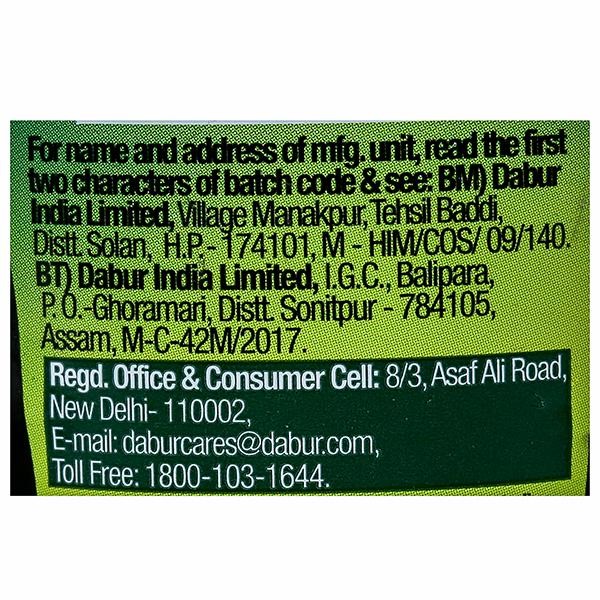 For name and address of mfg. unit, read the first
two characters of batch code & see: BM) Dabur
India Limited, Village Manakpur, Tehsil Baddi,
Distt. Solan, H.P.- 174101, M - HIM/COS/ 09/140.
BT) Dabur India Limited, I.G.C., Balipara,
P. O.-Ghoramari, Distt. Sonitpur - 784105,
Assam, M-C-42M/2017.
Regd. Office & Consumer Cell: 8/3, Asaf Ali Road,
New Delhi- 110002,
E-mail: daburcares@dabur.com,
Toll Free: 1800-103-1644.